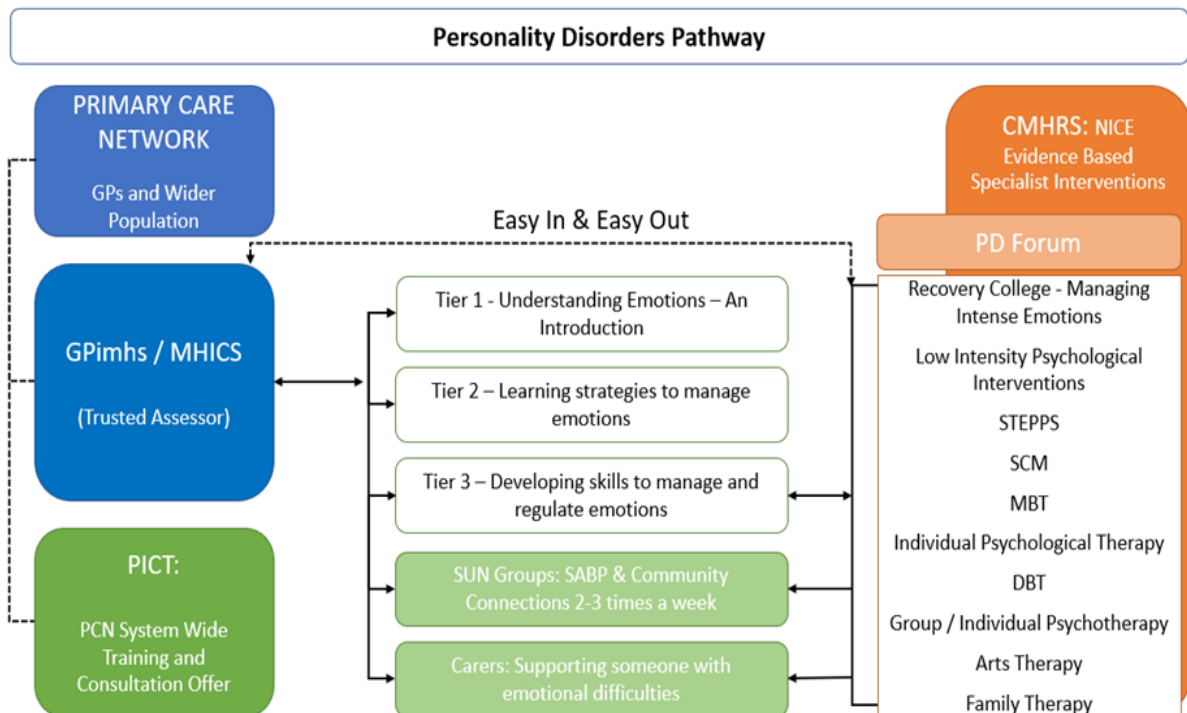 Personality Disorders Pathway
PRIMARY CARE
NETWORK
GPs and Wider
Population
GPimhs / MHICS
(Trusted Assessor)
PICT:
PCN System Wide
Training and
Consultation Offer
Easy In & Easy Out
Tier 1 - Understanding Emotions – An
Introduction
Tier 2 – Learning strategies to manage
emotions
Tier 3 – Developing skills to manage and
regulate emotions
SUN Groups: SABP & Community
Connections 2-3 times a week
Carers: Supporting someone with
emotional difficulties
CMHRS: NICE
Evidence Based
Specialist Interventions
PD Forum
Recovery College - Managing
Intense Emotions
Low Intensity Psychological
Interventions
STEPPS
SCM
MBT
Individual Psychological Therapy
DBT
Group / Individual Psychotherapy
Arts Therapy
Family Therapy